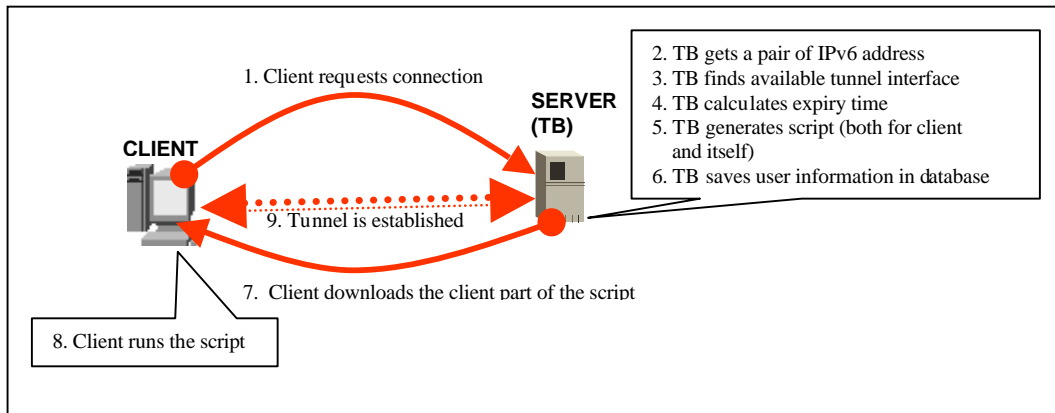 1. Client requests connection
2. TB gets a pair of IPv6 address
3. TB finds available tunnel interface
4. TB calculates expiry time
5. TB generates script (both for client
and itself)
6. TB saves user information in database
SERVER
(TB)
CLIENT
9. Tunnel is established
7. Client downloads the client part of the script
8. Client runs the script